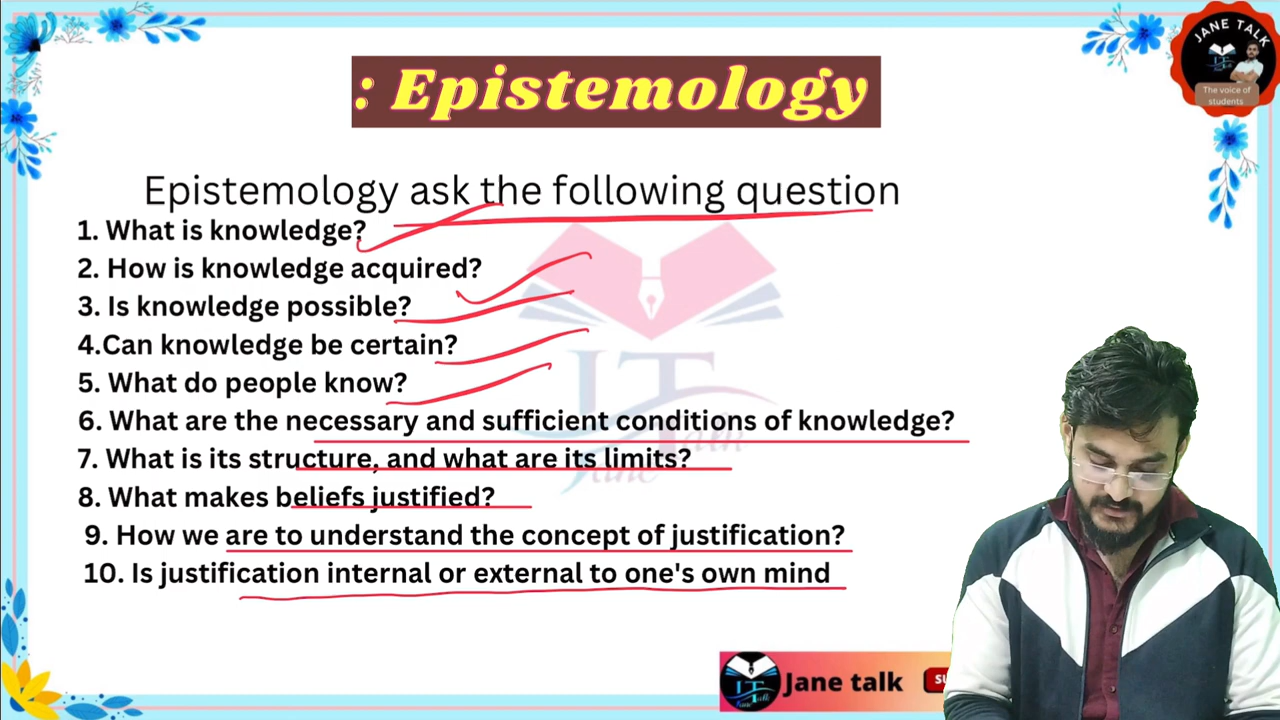 JANE TALK
The voice of
students
: Epistemology
Epistemology ask the following question
1. What is knowledge?
2. How is knowledge acquired?
3. Is knowledge possible?
4.Can knowledge be certain?
5. What do people know?
6. What are the necessary and sufficient conditions of knowledge?
7. What is its structure, and what are its limits?
8. What makes beliefs justified?
9. How we are to understand the concept of justification?
10. Is justification internal or external to one's own mind
JT
Jane Talk
Jane talk